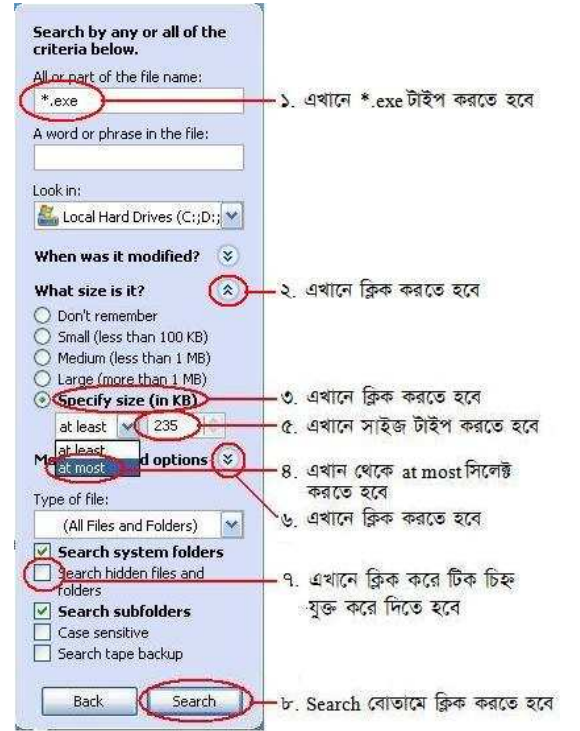 Search by any or all of the
criteria below.
All or part of the file name:
*.exe
১. এখানে *.exe টাইপ করতে হবে
A word or phrase in the file:
Look in:
Local Hard Drives (C:;D:;
When was it modified?
What size is it?
২. এখানে ক্লিক করতে হবে
Don't remember
Small (less than 100 KB)
Medium (less than 1 MB)
Large (more than 1 MB)
Specify size (in KB)
৩. এখানে ক্লিক করতে হবে
at least 235
৫. এখানে সাইজ টাইপ করতে হবে
at least
at most
d options
৪. এখান থেকে at most সিলেক্ট
করতে হবে
Type of file:
৬. এখানে ক্লিক করতে হবে
(All Files and Folders)
Search system folders
Search hidden files and
folders
৭. এখানে ক্লিক করে টিক চিহ্ন
যুক্ত করে দিতে হবে
Search subfolders
Case sensitive
Search tape backup
Back Search
৮. Search বোতামে ক্লিক করতে হবে